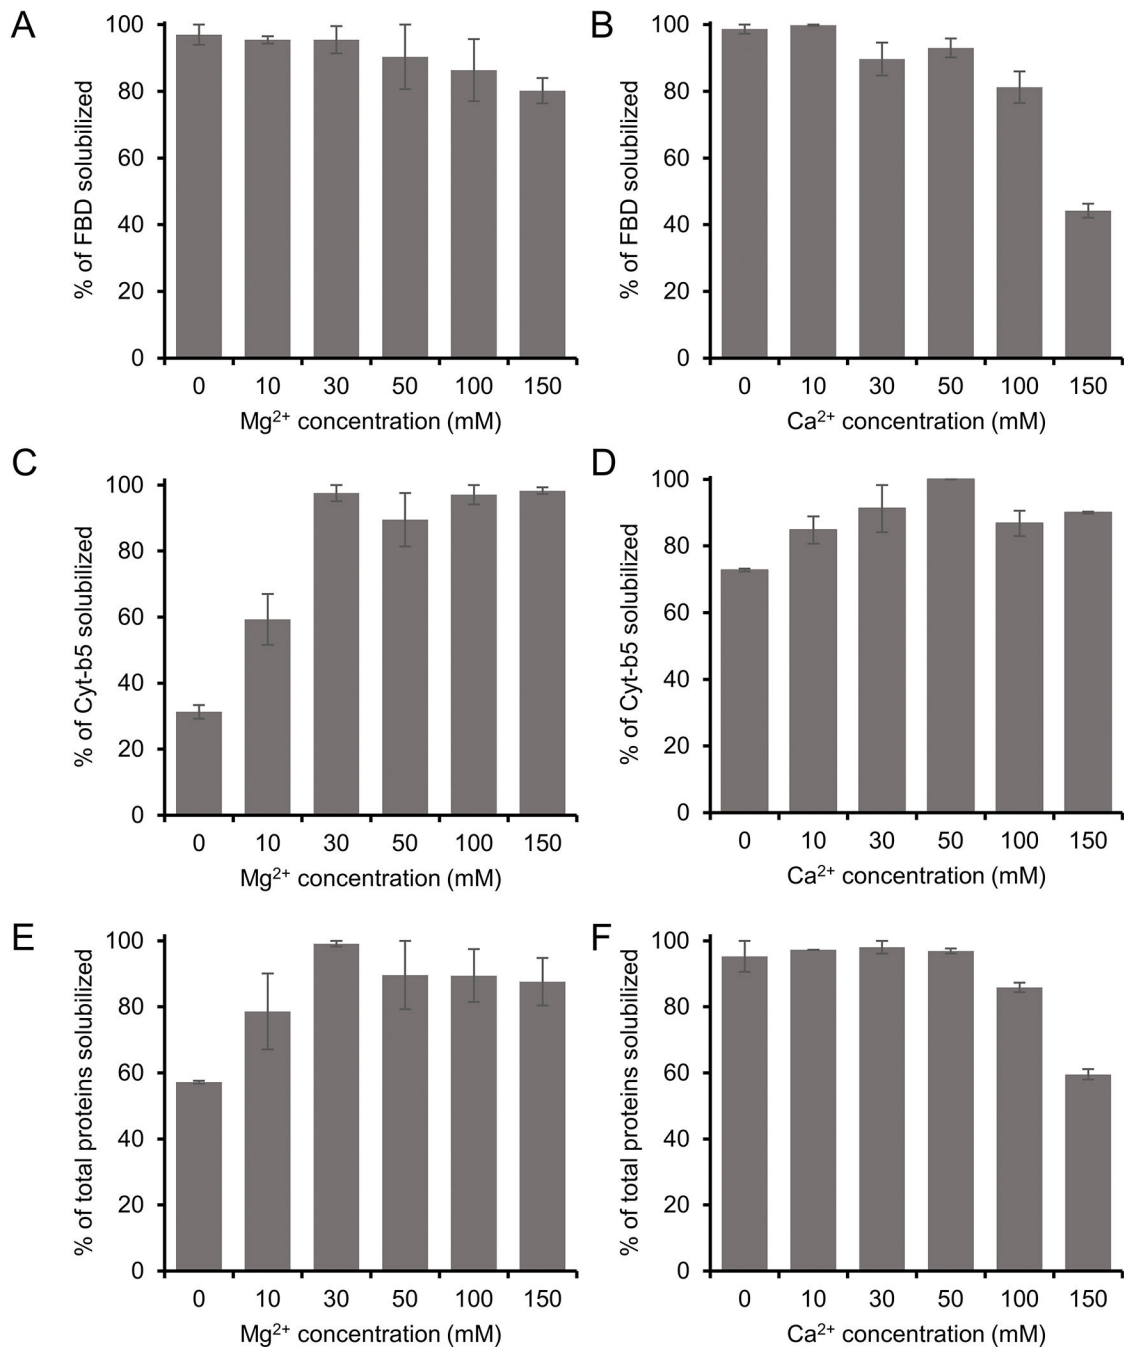 A
% of FBD solubilized
100
80
60
40
20
0
0 10 30 50 100 150
Mg²⁺ concentration (mM)
B
% of FBD solubilized
100
80
60
40
20
0
0 10 30 50 100 150
Ca²⁺ concentration (mM)
C
% of Cyt-b5 solubilized
100
80
60
40
20
0
0 10 30 50 100 150
Mg²⁺ concentration (mM)
D
% of Cyt-b5 solubilized
100
80
60
40
20
0
0 10 30 50 100 150
Ca²⁺ concentration (mM)
E
% of total proteins solubilized
100
80
60
40
20
0
0 10 30 50 100 150
Mg²⁺ concentration (mM)
F
% of total proteins solubilized
100
80
60
40
20
0
0 10 30 50 100 150
Ca²⁺ concentration (mM)